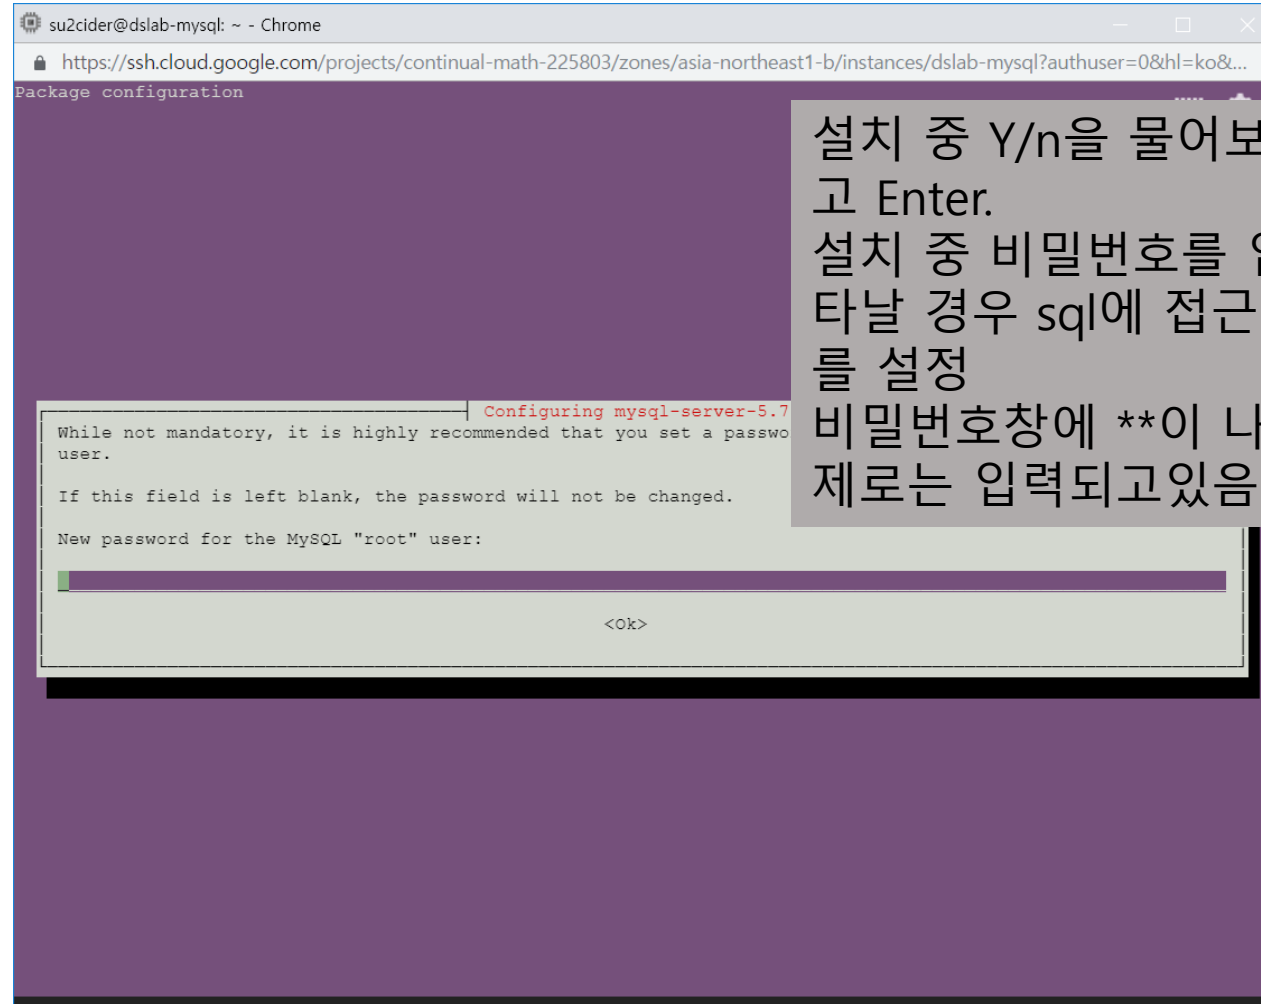 su2cider@dslab-mysql: ~ - Chrome
https://ssh.cloud.google.com/projects/continual-math-225803/zones/asia-northeast1-b/instances/dslab-mysql?authuser=0&hl=ko&...
Package configuration
설치 중 Y/n을 물어보
고 Enter.
설치 중 비밀번호를
타날 경우 sql에 접근
를 설정
비밀번호창에 **이
제로는 입력되고있음
Configuring mysql-server-5.7
While not mandatory, it is highly recommended that you set a passwo
user.
If this field is left blank, the password will not be changed.
New password for the MySQL "root" user:
<Ok>